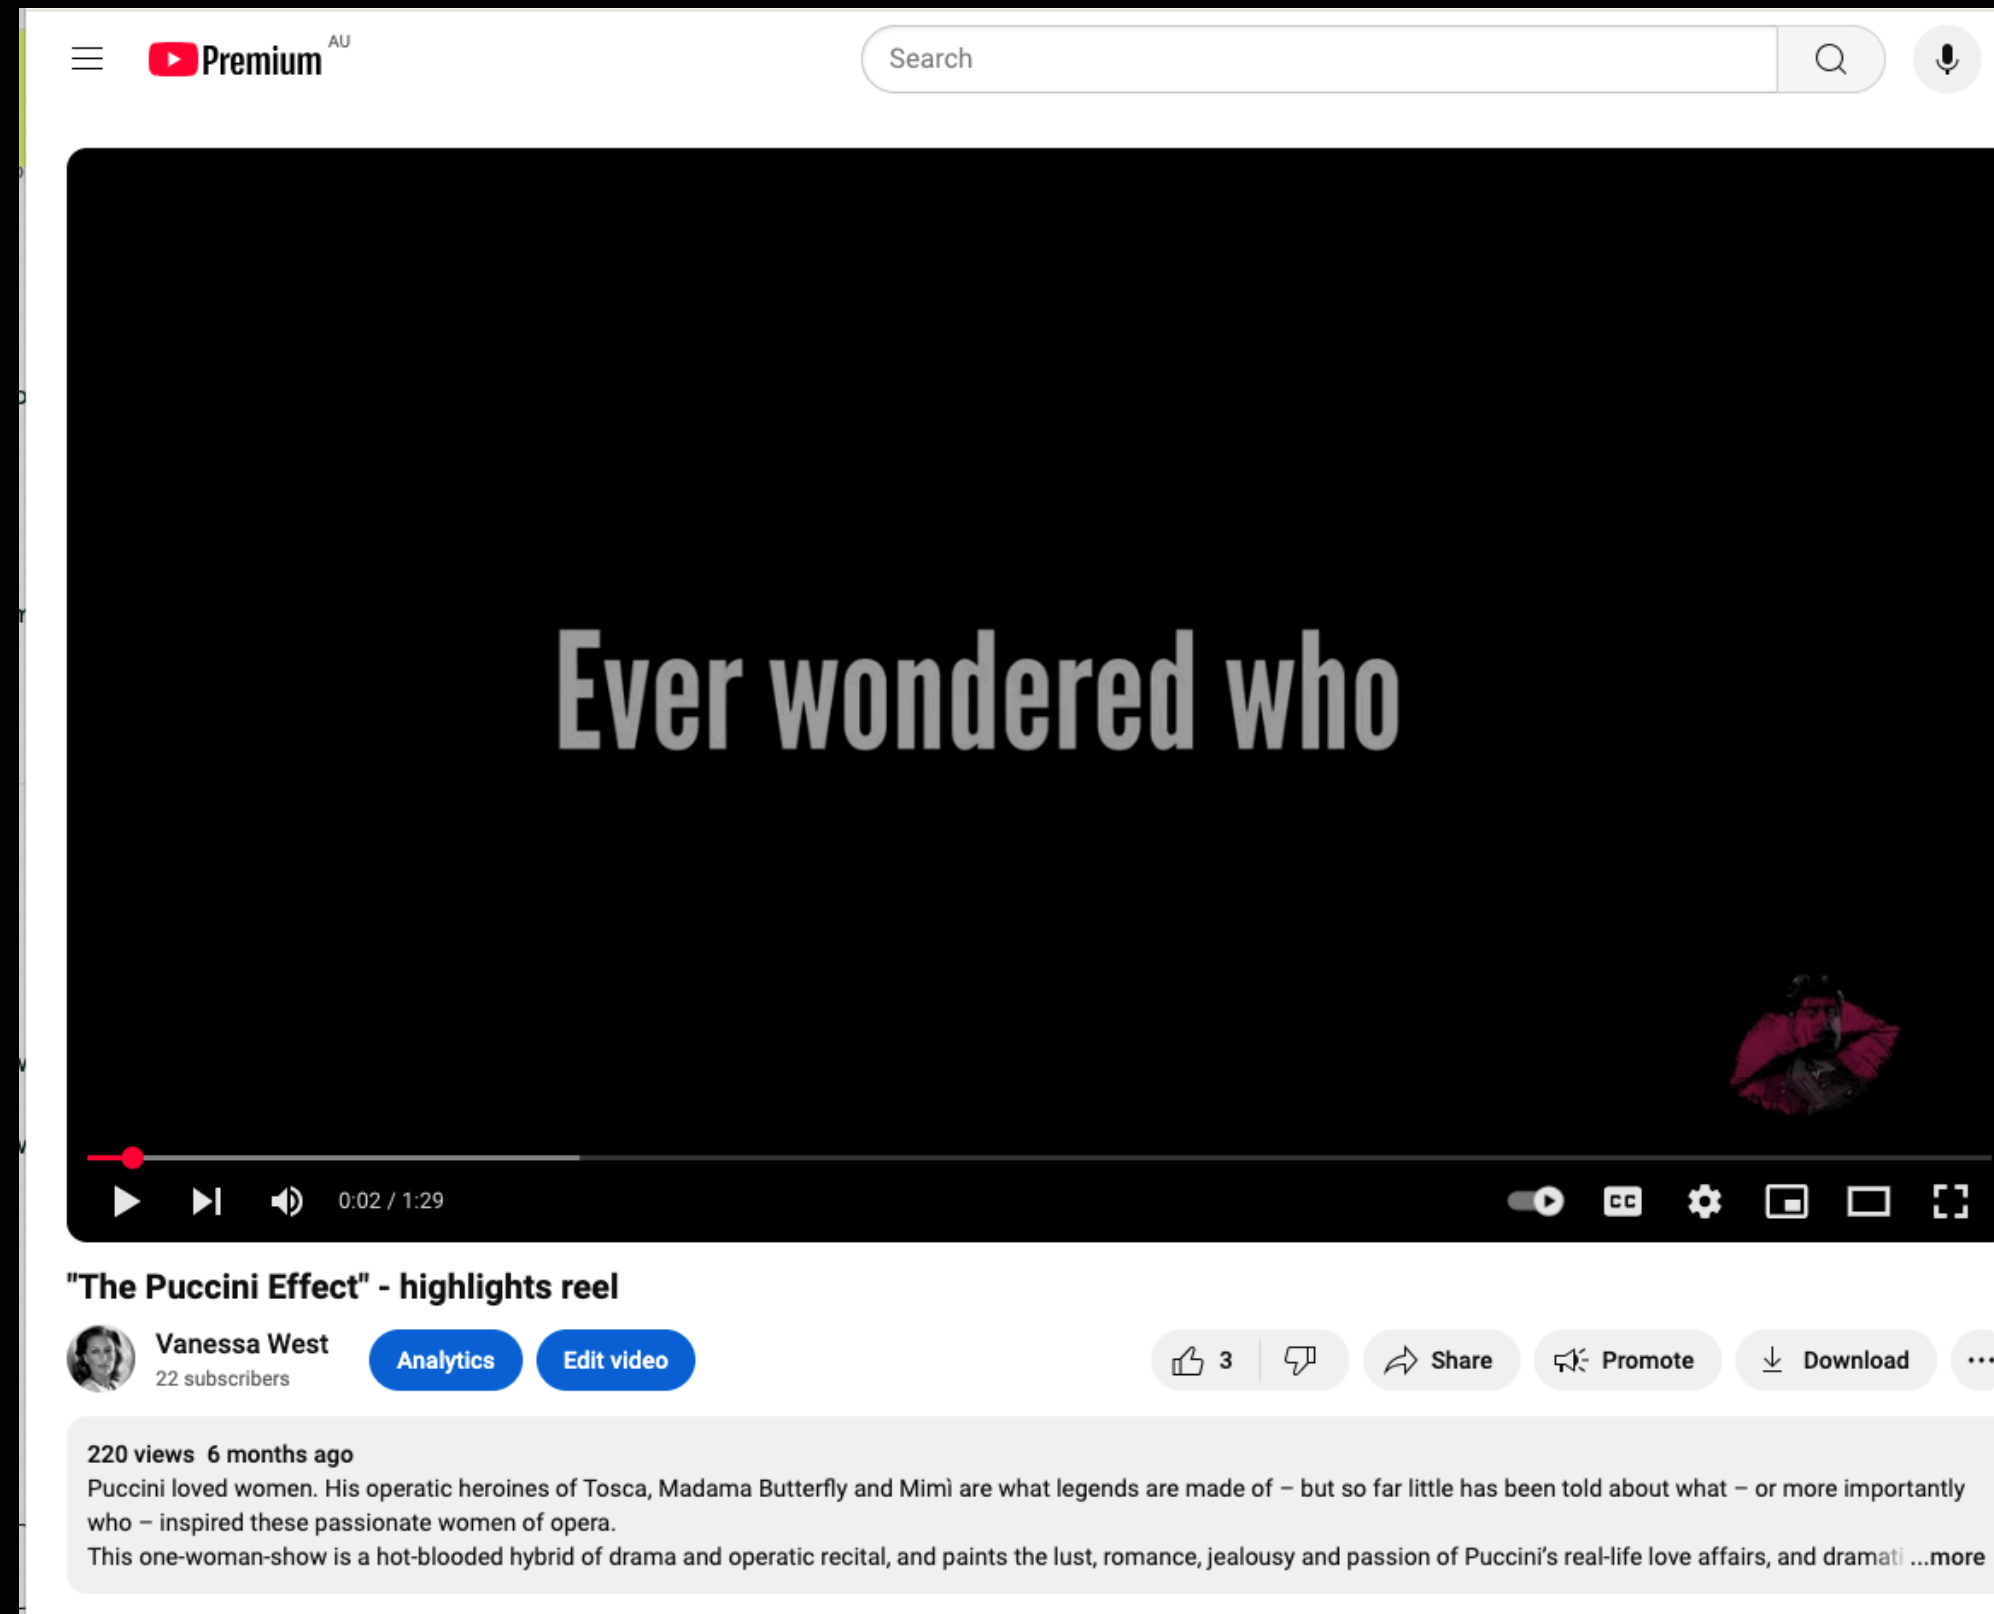 Premium AU
Search
Ever wondered who
0:02 / 1:29
CC
"The Puccini Effect" - highlights reel
Vanessa West
22 subscribers
Analytics
Edit video
3
Share
Promote
Download
220 views 6 months ago
Puccini loved women. His operatic heroines of Tosca, Madama Butterfly and Mimì are what legends are made of – but so far little has been told about what – or more importantly
who – inspired these passionate women of opera.
This one-woman-show is a hot-blooded hybrid of drama and operatic recital, and paints the lust, romance, jealousy and passion of Puccini’s real-life love affairs, and dramati ...more